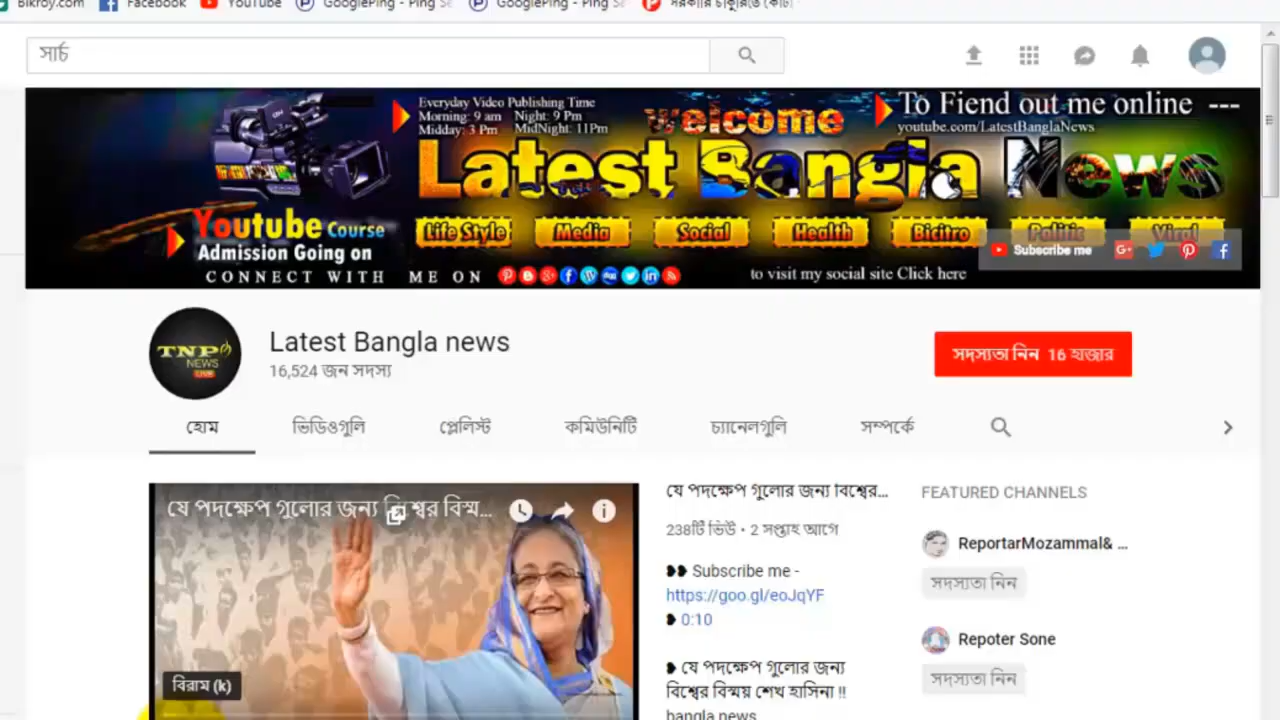 Bikroy.com Facebook YouTube GooglePing - Ping Se GooglePing - Ping Se
সার্চ
Everyday Video Publishing Time
Morning: 9 am Night: 9 Pm
Midday: 3 Pm MidNight: 11Pm
welcome
To Fiend out me online ---
youtube.com/LatestBanglaNews
Latest Bangla News
Youtube Course
Admission Going on
Life Style Media Social Health Bicitro Politic Viral
Subscribe me
CONNECT WITH ME ON
to visit my social site Click here
TNP
NEWS
LIVE
Latest Bangla news
16,524 জন সদস্য
সদস্যতা নিন 16 হাজার
হোম ভিডিওগুলি প্লেলিস্ট কমিউনিটি চ্যানেলগুলি সম্পর্কে
যে পদক্ষেপ গুলোর জন্য বিশ্বের বিস্ম...
বিরাম (k)
যে পদক্ষেপ গুলোর জন্য বিশ্বের...
238টি ভিউ • 2 সপ্তাহ আগে
Subscribe me -
https://goo.gl/eoJqYF
0:10
যে পদক্ষেপ গুলোর জন্য
বিশ্বের বিস্ময় শেখ হাসিনা !!
bangla news
FEATURED CHANNELS
ReportarMozammal& ...
সদস্যতা নিন
Repoter Sone
সদস্যতা নিন